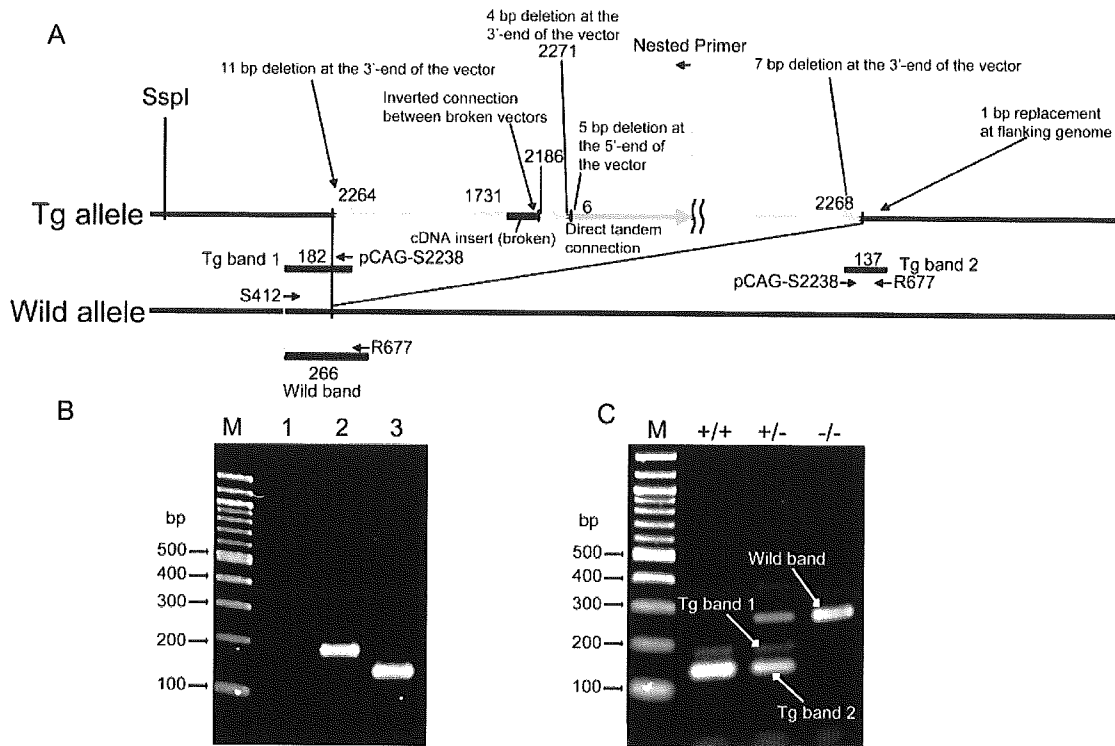 A
4 bp deletion at the
3'-end of the vector
2271
Nested Primer
11 bp deletion at the 3'-end of the vector
7 bp deletion at the 3'-end of the vector
SspI
Inverted connection
between broken vectors
2186
5 bp deletion at
the 5'-end of
the vector
1 bp replacement
at flanking genome
2264
1731
6
2268
Tg allele
cDNA insert (broken)
Direct tandem
connection
Tg band 1
182
pCAG-S2238
137
Tg band 2
pCAG-S2238
R677
S412
Wild allele
R677
266
Wild band
B
M 1 2 3
bp
500
400
300
200
100
C
M +/+ +/- -/-
bp
500
400
300
200
100
Wild band
Tg band 1
Tg band 2